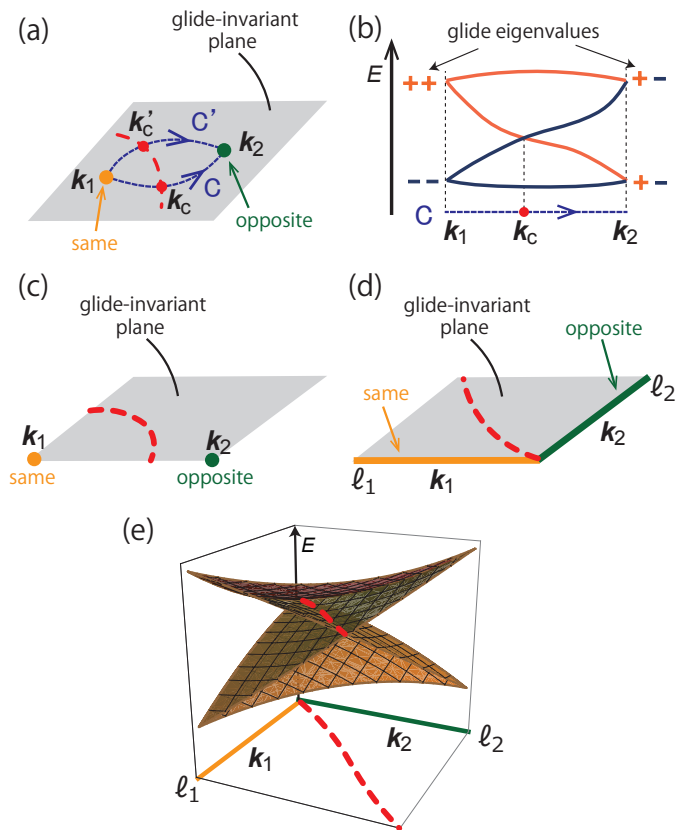 (a)
glide-invariant
plane
k'c
C'
k2
k1
C
kc
same
opposite
(b)
glide eigenvalues
E
++
+-
--
+-
C
k1
kc
k2
(c)
glide-invariant
plane
k1
k2
same
opposite
(d)
glide-invariant
plane
opposite
same
ℓ2
k2
ℓ1
k1
(e)
E
k1
k2
ℓ1
ℓ2